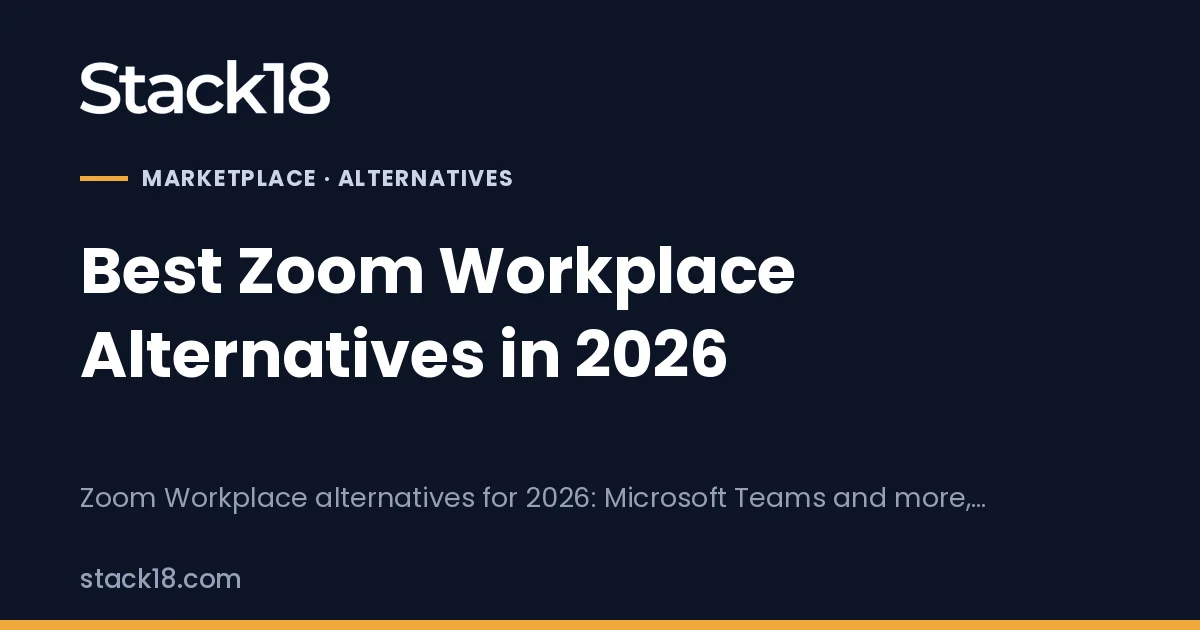 Stack18
MARKETPLACE · ALTERNATIVES
Best Zoom Workplace
Alternatives in 2026
Zoom Workplace alternatives for 2026: Microsoft Teams and more,...
stack18.com